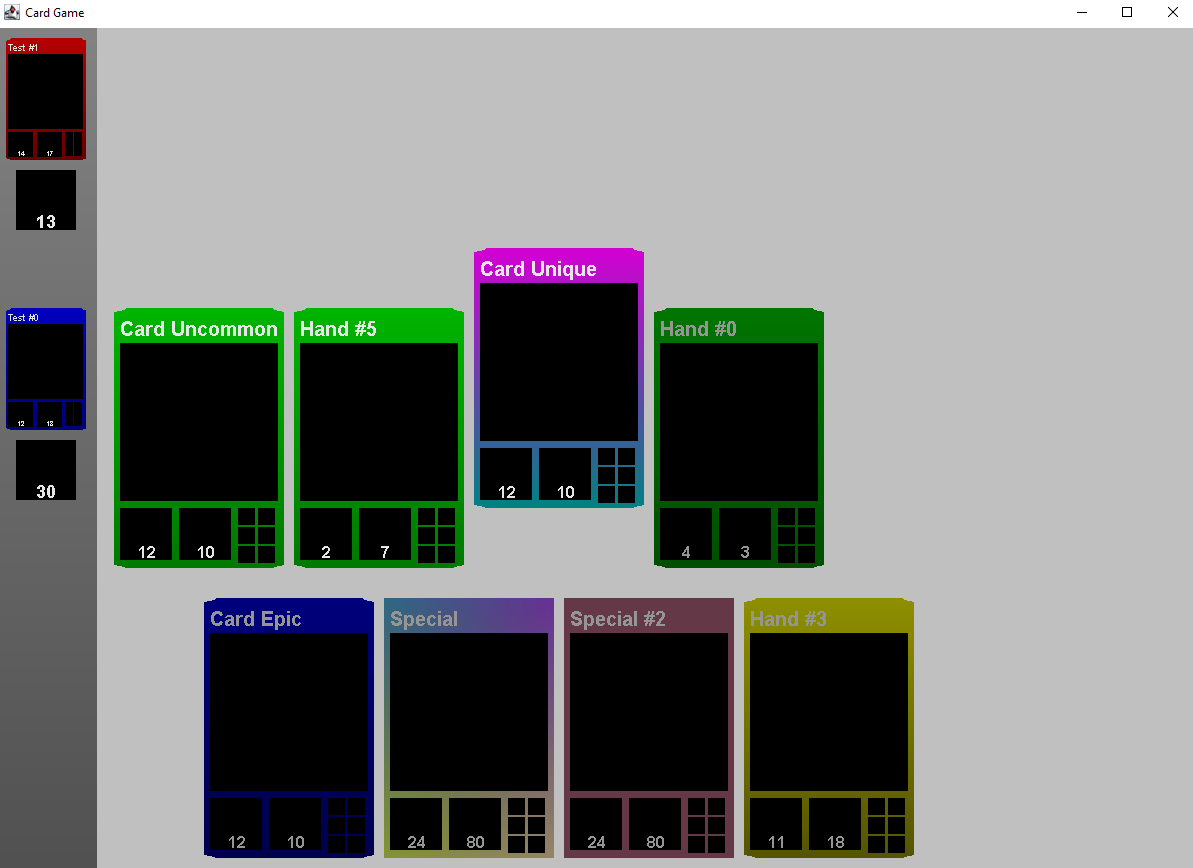 Card Game
Test #1
14 17
13
Test #0
12 18
30
Card Unique
12 10
Card Uncommon
12 10
Hand #5
2 7
Hand #0
4 3
Card Epic
12 10
Special
24 80
Special #2
24 80
Hand #3
11 18